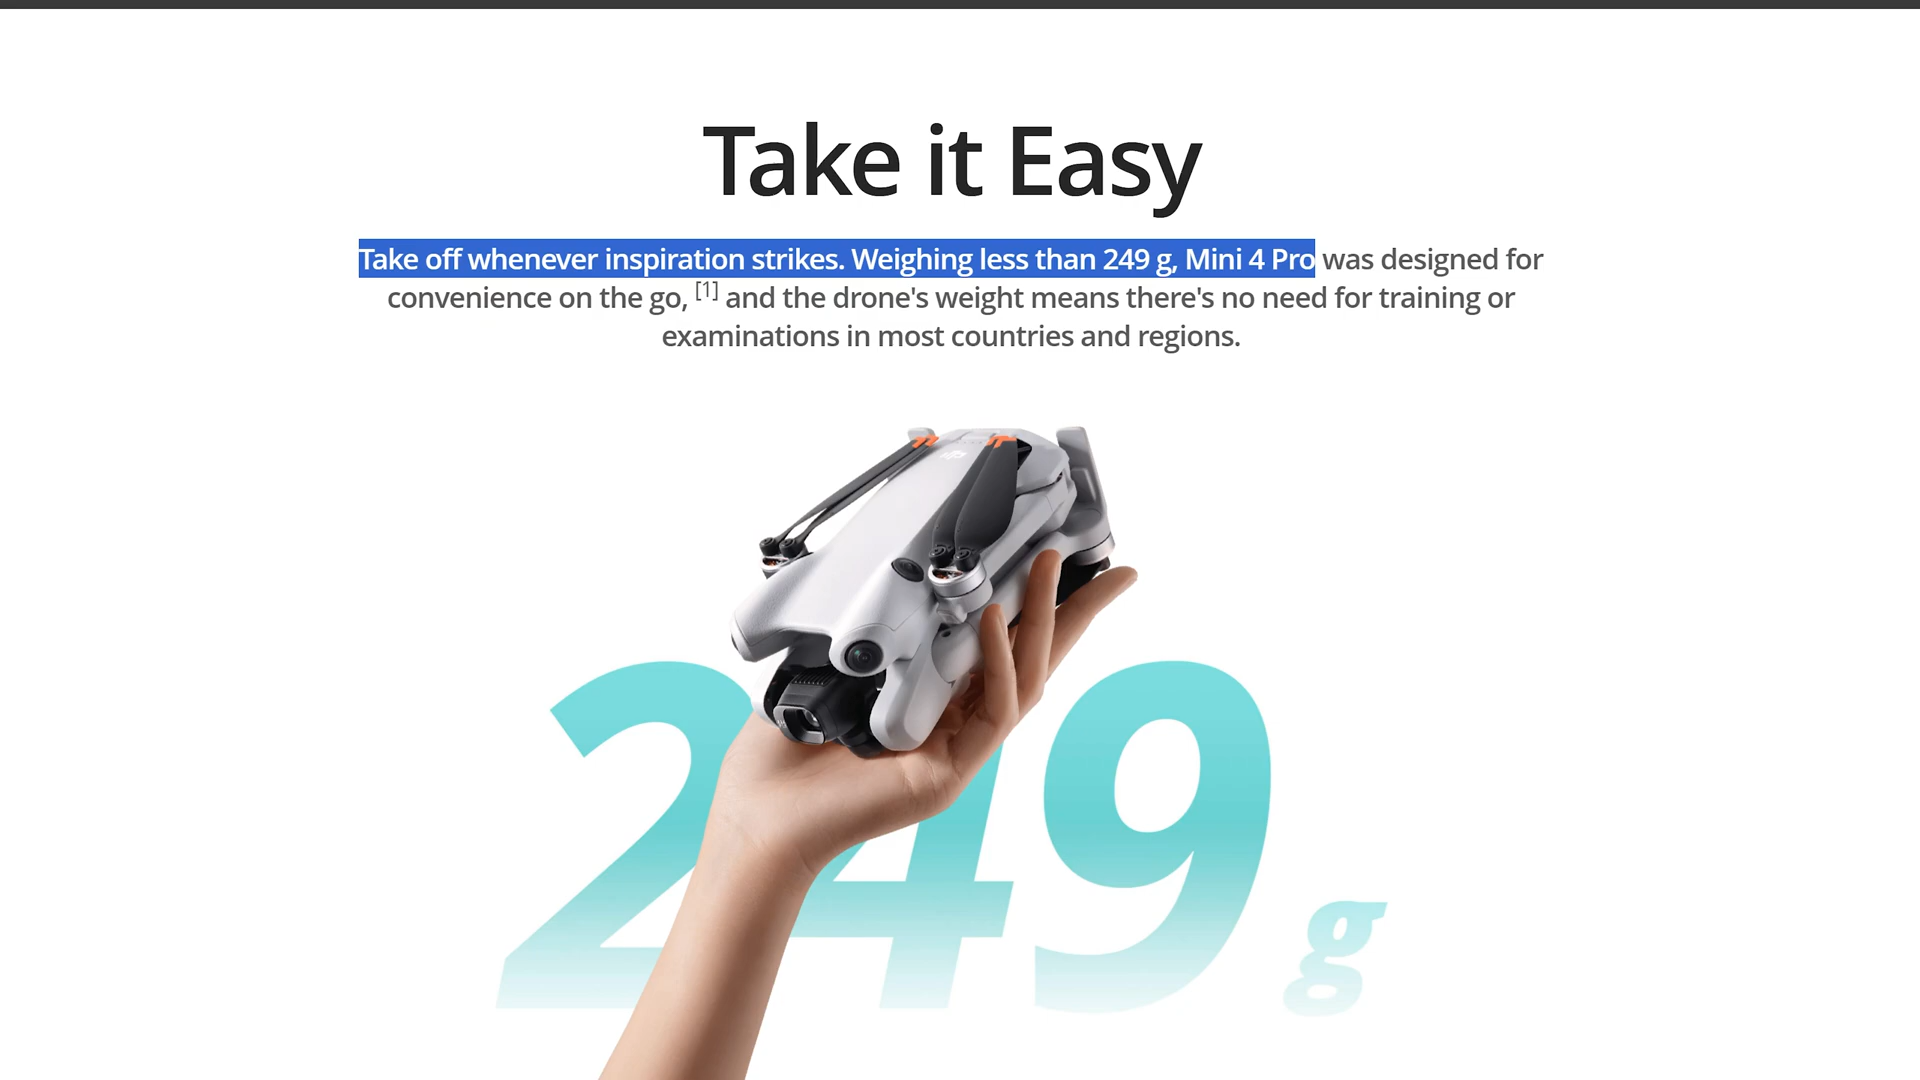 Take it Easy
Take off whenever inspiration strikes. Weighing less than 249 g, Mini 4 Pro was designed for
convenience on the go, [1] and the drone's weight means there's no need for training or
examinations in most countries and regions.
dji
249 g